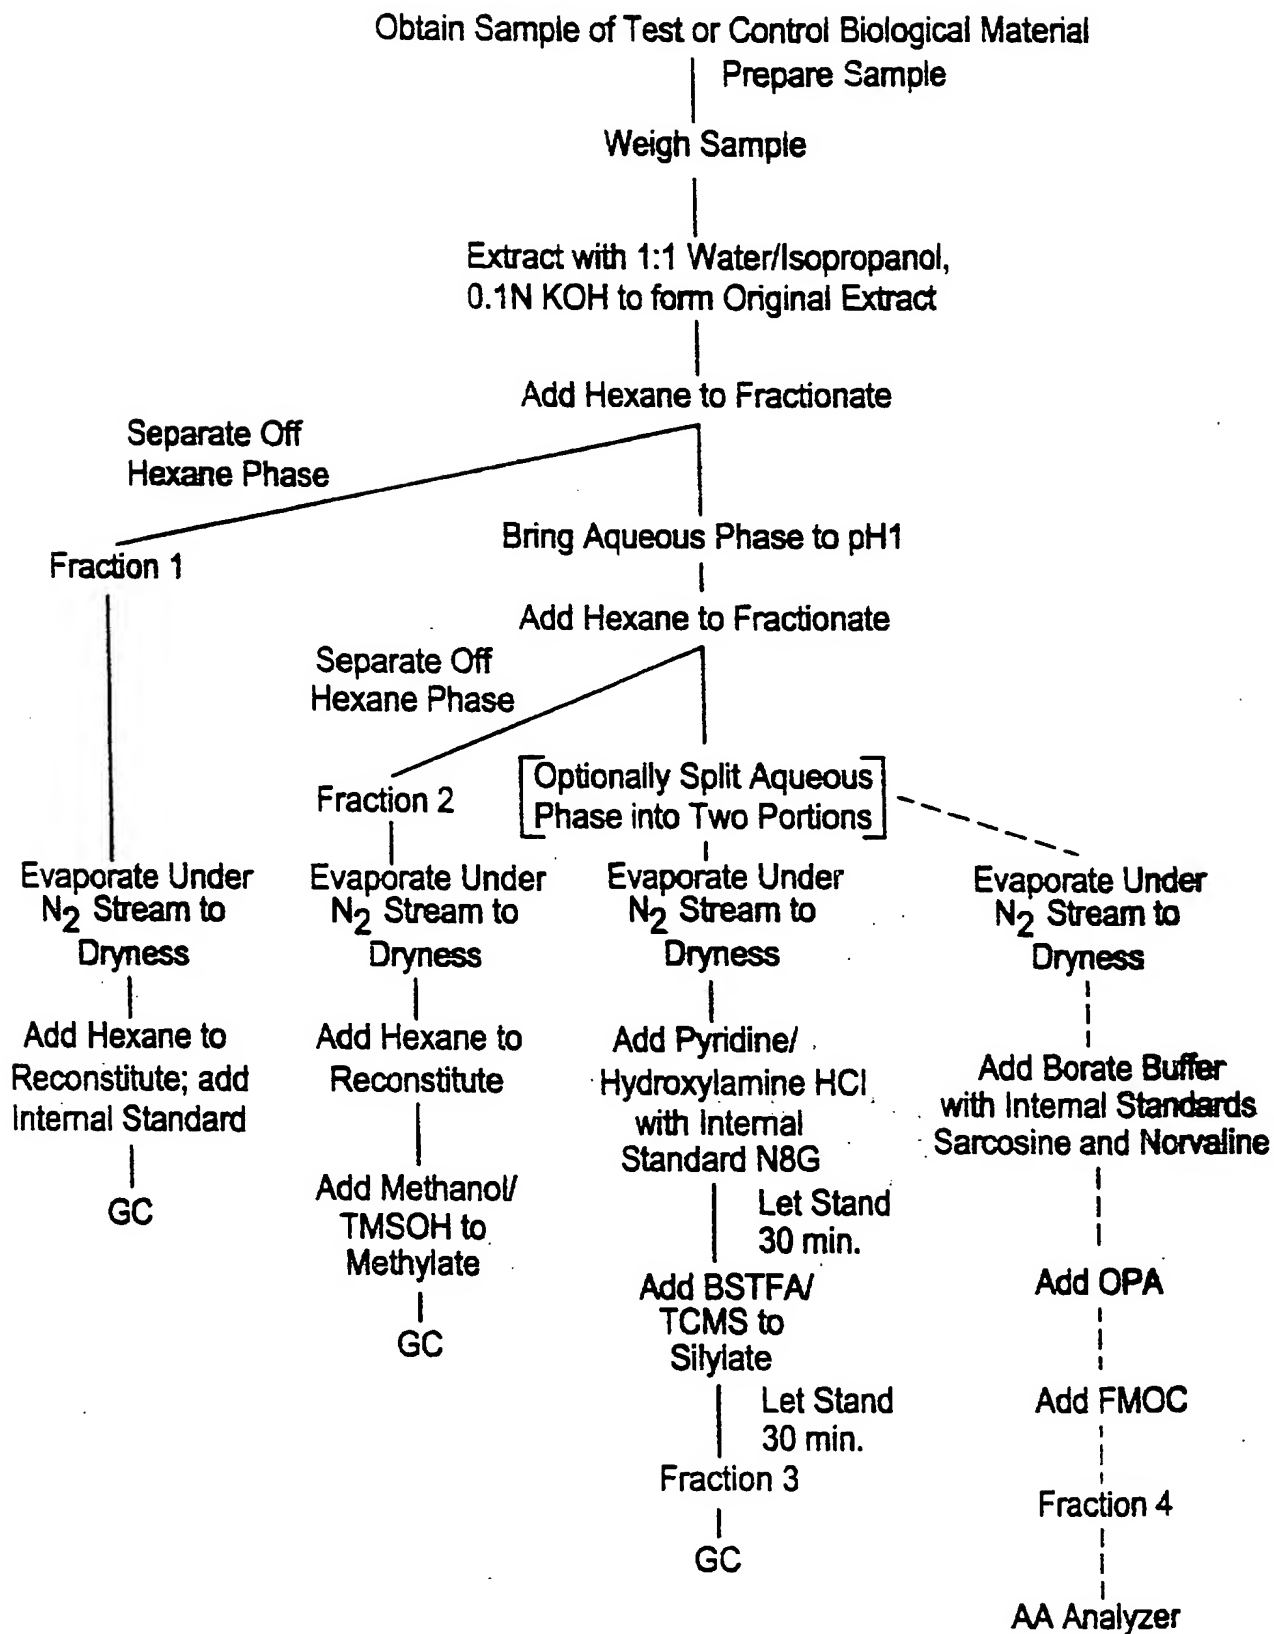 Obtain Sample of Test or Control Biological Material
Prepare Sample
Weigh Sample
Extract with 1:1 Water/Isopropanol,
0.1N KOH to form Original Extract
Add Hexane to Fractionate
Separate Off
Hexane Phase
Fraction 1
Bring Aqueous Phase to pH1
Add Hexane to Fractionate
Separate Off
Hexane Phase
Fraction 2
[Optionally Split Aqueous
Phase into Two Portions]
Evaporate Under
N2 Stream to
Dryness
Add Hexane to
Reconstitute; add
Internal Standard
GC
Evaporate Under
N2 Stream to
Dryness
Add Hexane to
Reconstitute
Add Methanol/
TMSOH to
Methylate
GC
Evaporate Under
N2 Stream to
Dryness
Add Pyridine/
Hydroxylamine HCl
with Internal
Standard N8G
Let Stand
30 min.
Add BSTFA/
TCMS to
Silylate
Let Stand
30 min.
Fraction 3
GC
Evaporate Under
N2 Stream to
Dryness
Add Borate Buffer
with Internal Standards
Sarcosine and Norvaline
Add OPA
Add FMOC
Fraction 4
AA Analyzer